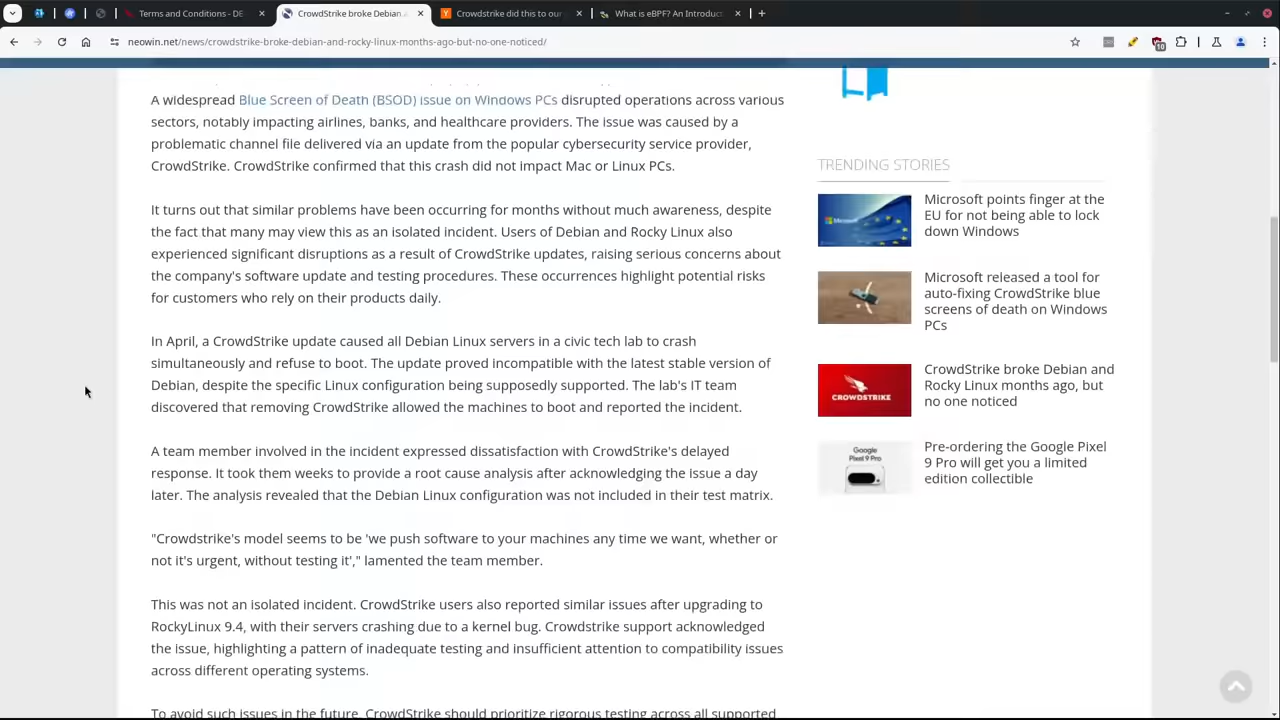 Terms and Conditions - DE
CrowdStrike broke Debian a
Crowdstrike did this to our
What is eBPF? An Introduct
neowin.net/news/crowdstrike-broke-debian-and-rocky-linux-months-ago-but-no-one-noticed/
10
A widespread Blue Screen of Death (BSOD) issue on Windows PCs disrupted operations across various
sectors, notably impacting airlines, banks, and healthcare providers. The issue was caused by a
problematic channel file delivered via an update from the popular cybersecurity service provider,
CrowdStrike. CrowdStrike confirmed that this crash did not impact Mac or Linux PCs.
It turns out that similar problems have been occurring for months without much awareness, despite
the fact that many may view this as an isolated incident. Users of Debian and Rocky Linux also
experienced significant disruptions as a result of CrowdStrike updates, raising serious concerns about
the company's software update and testing procedures. These occurrences highlight potential risks
for customers who rely on their products daily.
In April, a CrowdStrike update caused all Debian Linux servers in a civic tech lab to crash
simultaneously and refuse to boot. The update proved incompatible with the latest stable version of
Debian, despite the specific Linux configuration being supposedly supported. The lab's IT team
discovered that removing CrowdStrike allowed the machines to boot and reported the incident.
A team member involved in the incident expressed dissatisfaction with CrowdStrike's delayed
response. It took them weeks to provide a root cause analysis after acknowledging the issue a day
later. The analysis revealed that the Debian Linux configuration was not included in their test matrix.
"Crowdstrike's model seems to be 'we push software to your machines any time we want, whether or
not it's urgent, without testing it'," lamented the team member.
This was not an isolated incident. CrowdStrike users also reported similar issues after upgrading to
RockyLinux 9.4, with their servers crashing due to a kernel bug. Crowdstrike support acknowledged
the issue, highlighting a pattern of inadequate testing and insufficient attention to compatibility issues
across different operating systems.
To avoid such issues in the future, CrowdStrike should prioritize rigorous testing across all supported
TRENDING STORIES
Microsoft points finger at the
EU for not being able to lock
down Windows
Microsoft released a tool for
auto-fixing CrowdStrike blue
screens of death on Windows
PCs
CROWDSTRIKE
CrowdStrike broke Debian and
Rocky Linux months ago, but
no one noticed
Google
Pixel 9 Pro
Pre-ordering the Google Pixel
9 Pro will get you a limited
edition collectible